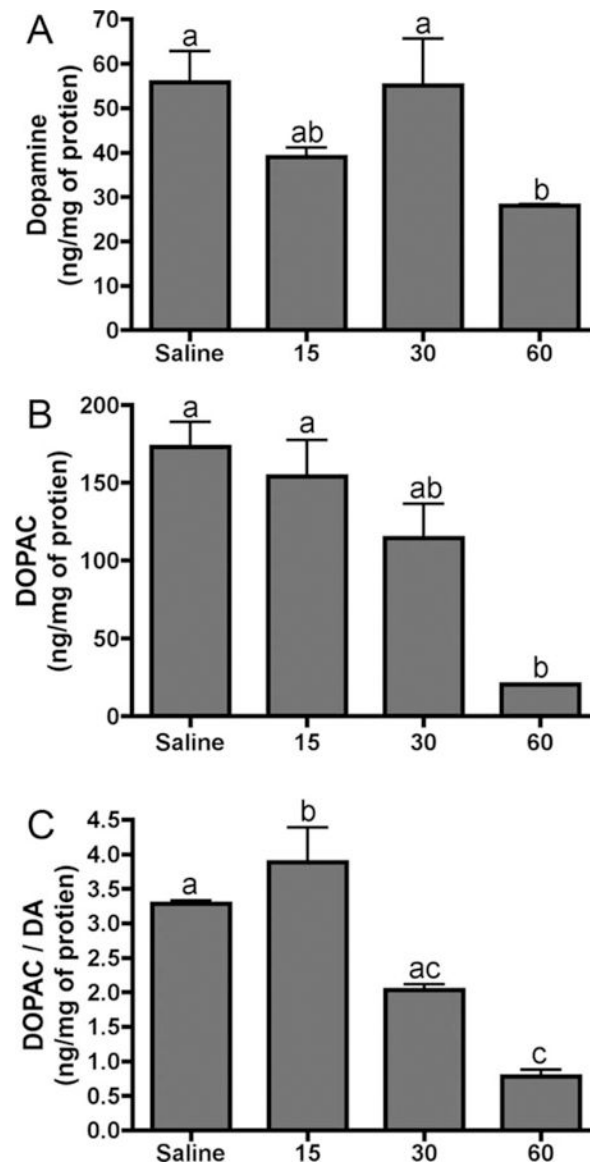 A
Dopamine
(ng/mg of protien)
70
60
50
40
30
20
10
0
a
ab
a
b
Saline 15 30 60
B
DOPAC
(ng/mg of protien)
200
150
100
50
0
a
a
ab
b
Saline 15 30 60
C
DOPAC / DA
(ng/mg of protien)
4.5
4.0
3.5
3.0
2.5
2.0
1.5
1.0
0.5
0.0
a
b
ac
c
Saline 15 30 60